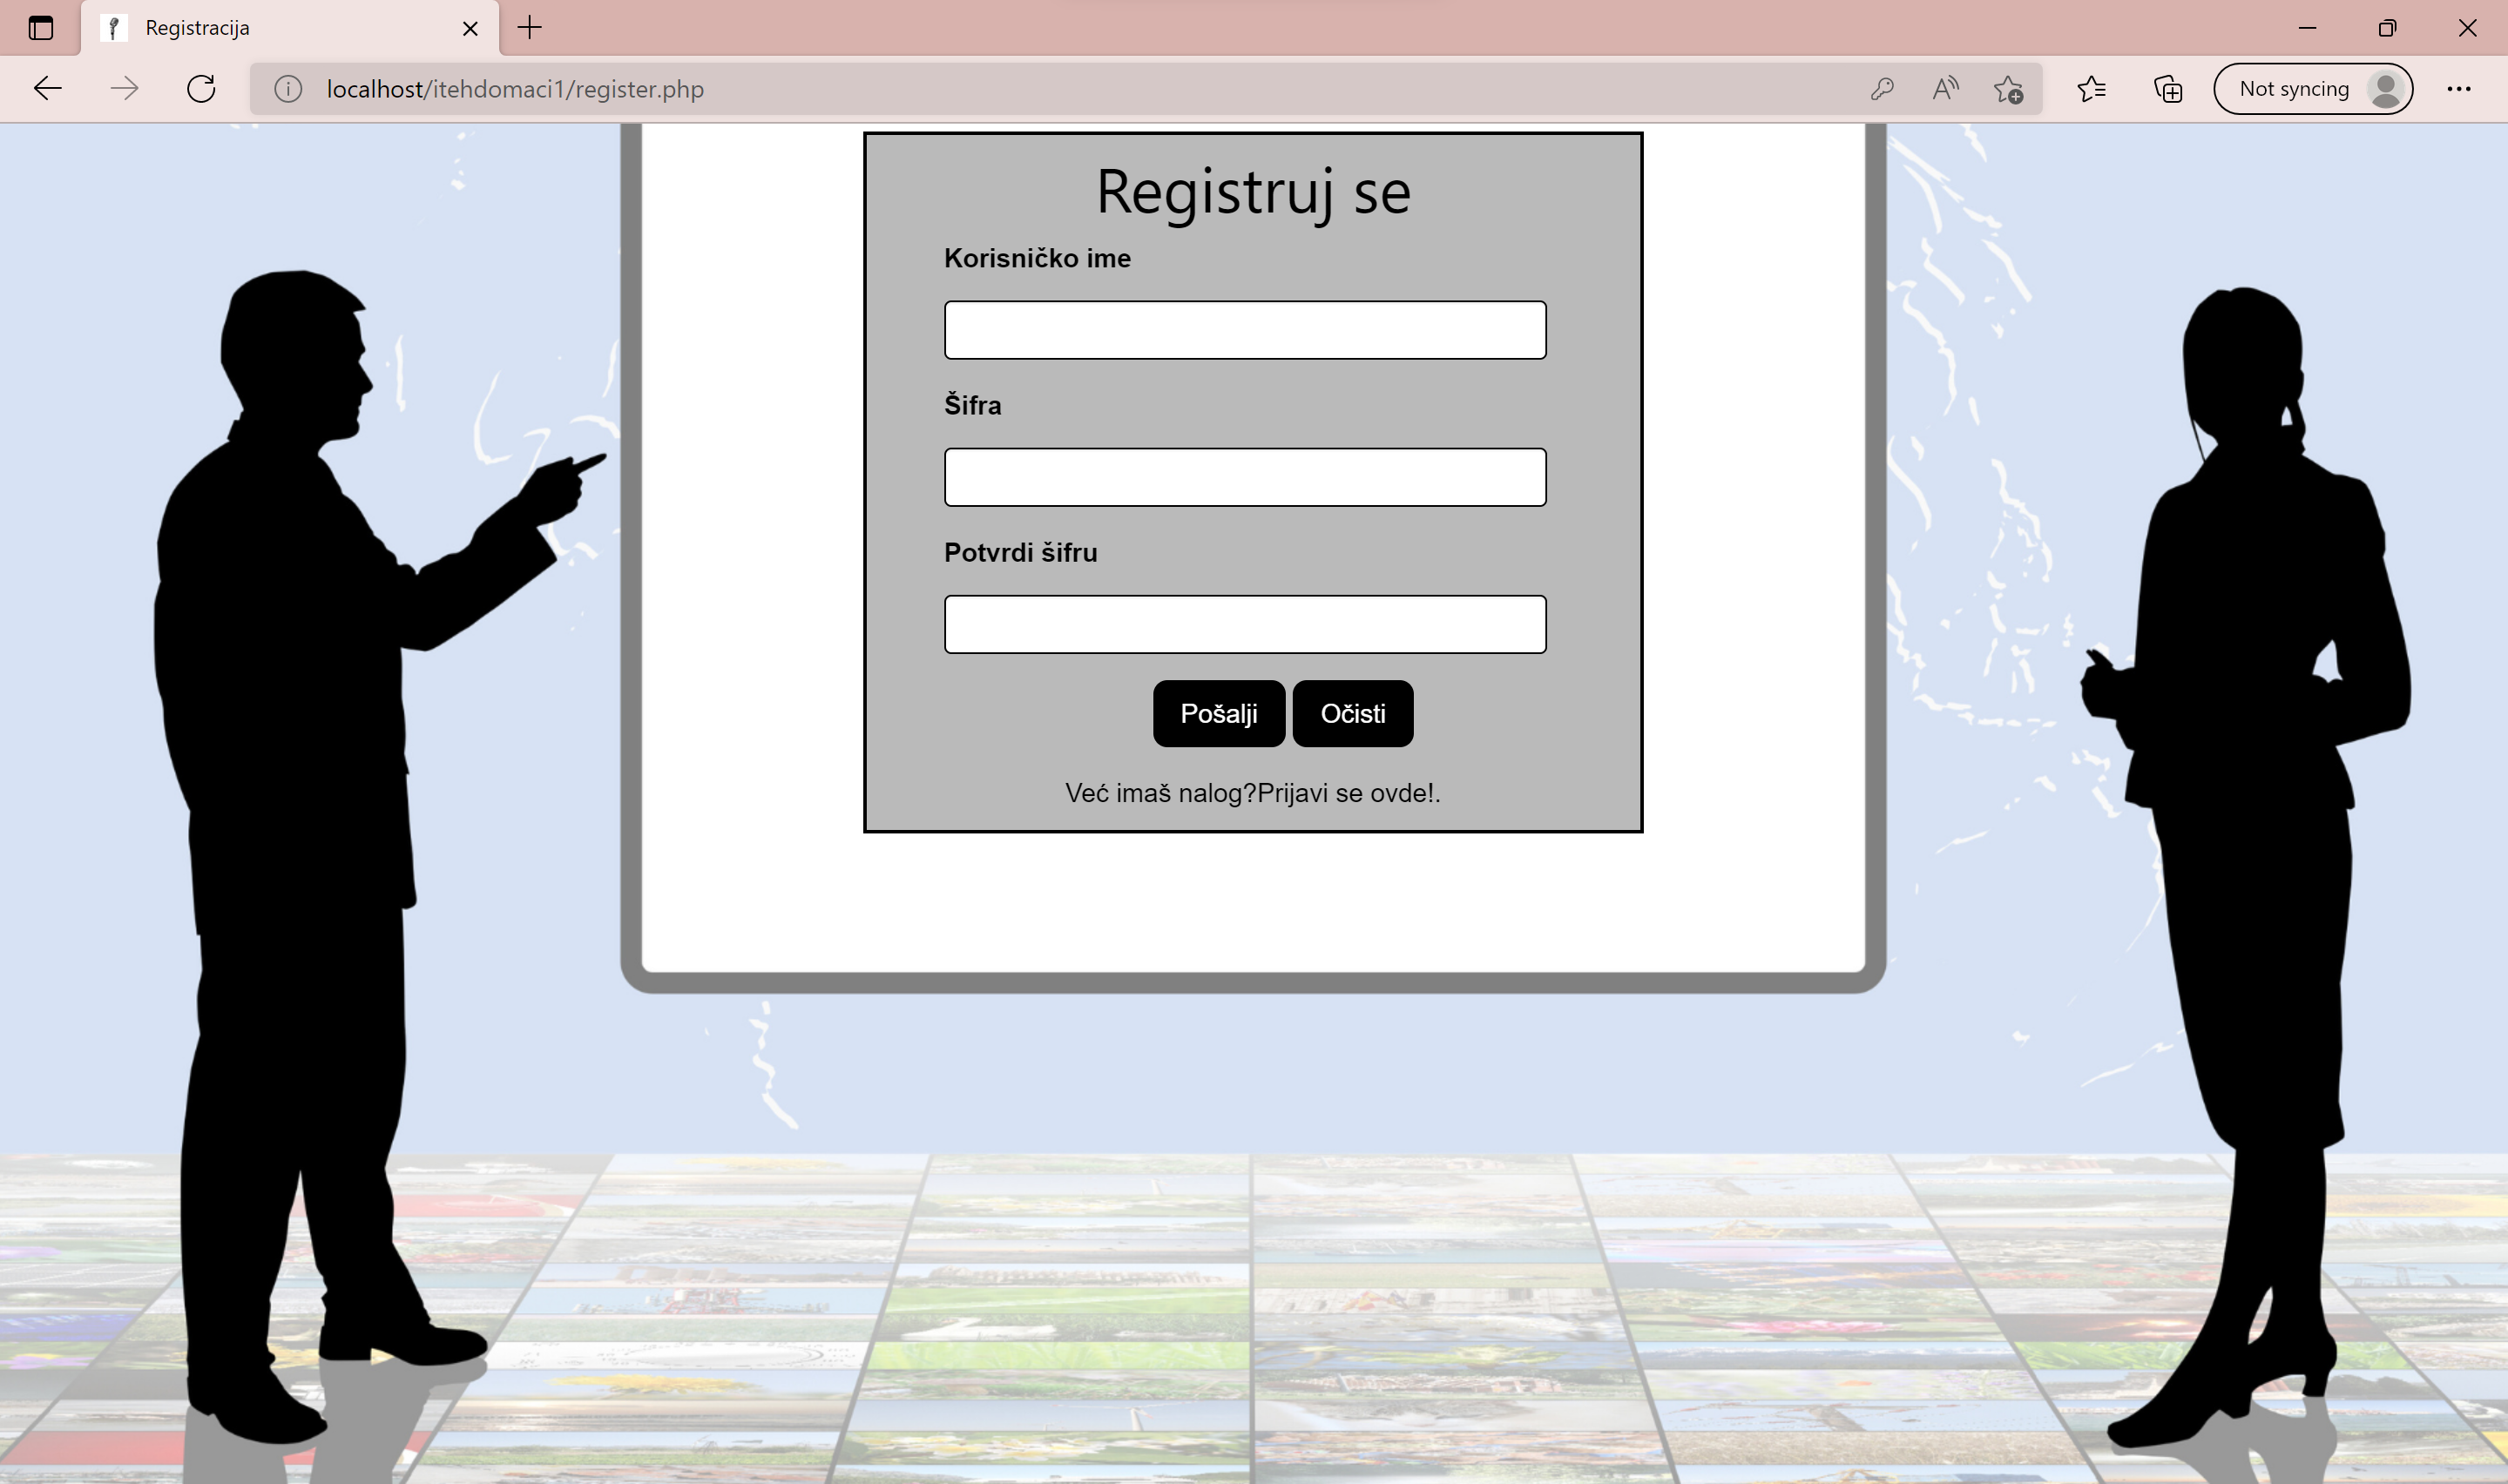 Registracija
localhost/itehdomaci1/register.php
Not syncing
Registruj se
Korisničko ime
Šifra
Potvrdi šifru
Pošalji Očisti
Već imaš nalog?Prijavi se ovde!.